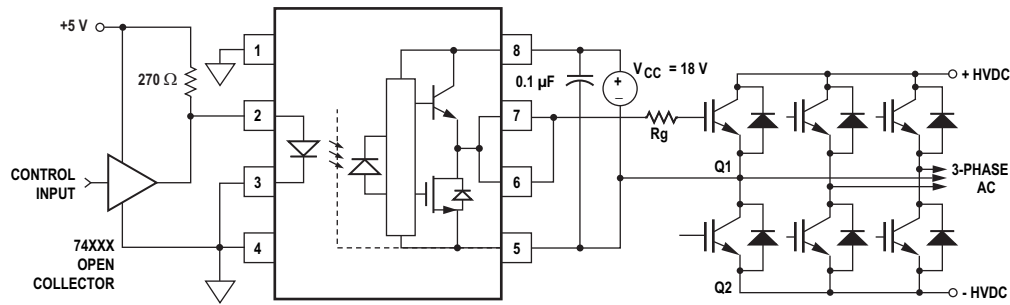 +5 V
270 Ω
CONTROL
INPUT
74XXX
OPEN
COLLECTOR
1
2
3
4
8
7
6
5
0.1 µF
+
–
VCC = 18 V
Rg
Q1
Q2
+ HVDC
3-PHASE
AC
- HVDC